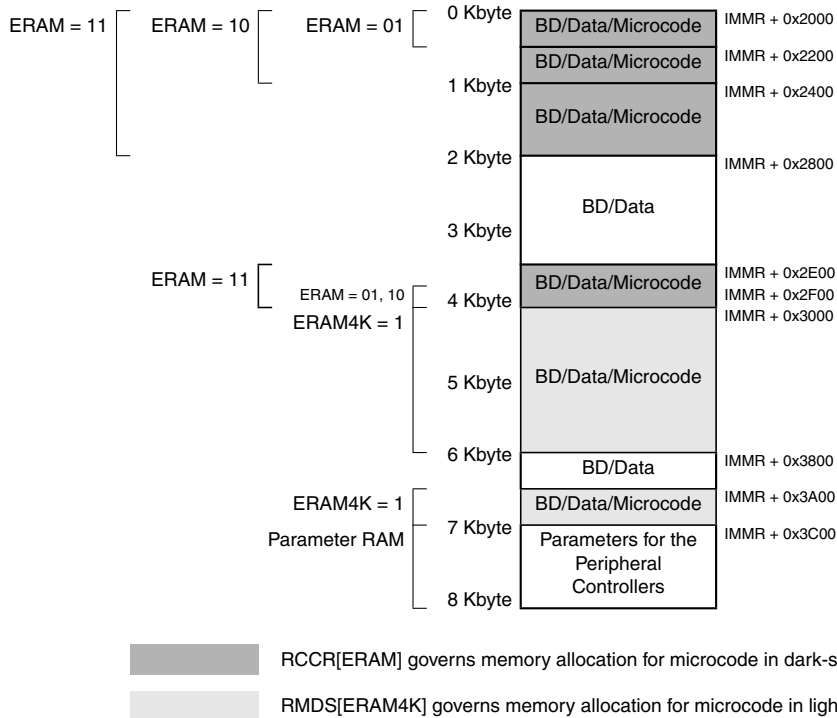 ERAM = 11 ERAM = 10 ERAM = 01 0 Kbyte BD/Data/Microcode IMMR + 0x2000
BD/Data/Microcode IMMR + 0x2200
1 Kbyte IMMR + 0x2400
BD/Data/Microcode
2 Kbyte IMMR + 0x2800
BD/Data
3 Kbyte
ERAM = 11 BD/Data/Microcode IMMR + 0x2E00
ERAM = 01, 10 4 Kbyte IMMR + 0x2F00
ERAM4K = 1 IMMR + 0x3000
5 Kbyte BD/Data/Microcode
6 Kbyte IMMR + 0x3800
BD/Data
ERAM4K = 1 BD/Data/Microcode IMMR + 0x3A00
Parameter RAM 7 Kbyte Parameters for the IMMR + 0x3C00
Peripheral
Controllers
8 Kbyte
RCCR[ERAM] governs memory allocation for microcode in dark-s
RMDS[ERAM4K] governs memory allocation for microcode in ligh